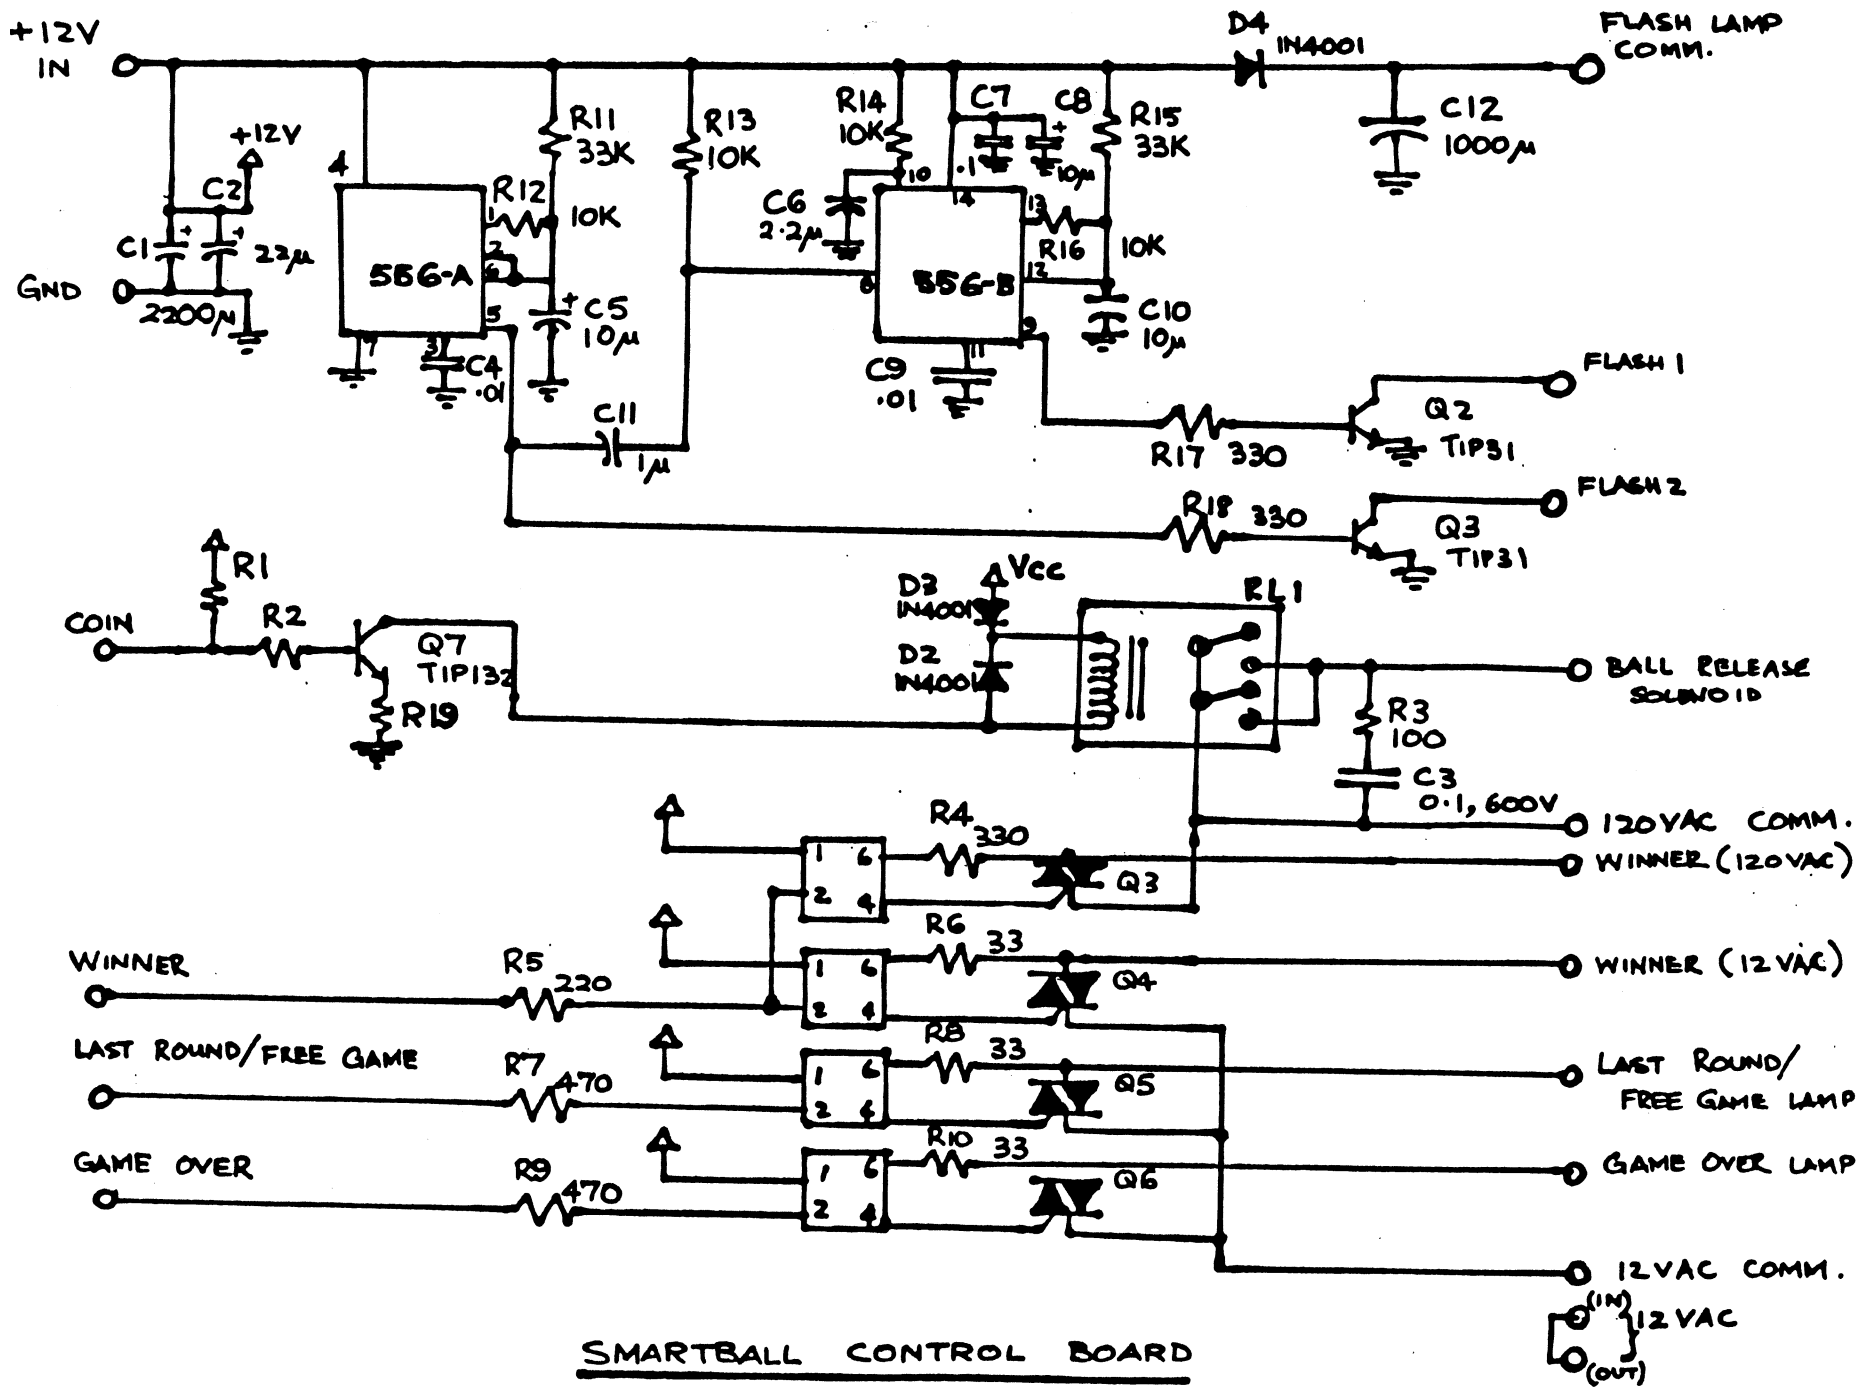 +12V
IN
D4
1N4001
FLASH LAMP
COMM.
R11
33K
R13
10K
R14
10K
C7
C8
R15
33K
C12
1000µ
+12V
4
C2
R12
1
10K
10
.1
+
10µ
14
13
R16
10K
C6
2.2µ
C1
+
+
22µ
2
6
556-A
8
556-B
12
GND
2200µ
5
+
C5
10µ
9
C10
10µ
7
3
C4
.01
C9
.01
11
FLASH 1
C11
1µ
Q2
TIP31
R17 330
FLASH 2
R18 330
Q3
TIP31
R1
D3
1N4001
Vcc
RL1
COIN
R2
Q7
TIP132
D2
1N4001
BALL RELEASE
SOLENOID
R19
R3
100
C3
0.1, 600V
120VAC COMM.
R4
330
1 6
2 4
Q3
WINNER (120VAC)
R6
33
WINNER
R5
220
1 6
2 4
Q4
WINNER (12VAC)
LAST ROUND/FREE GAME
R7
470
R8
33
1 6
2 4
Q5
LAST ROUND/
FREE GAME LAMP
GAME OVER
R9
470
R10
33
1 6
2 4
Q6
GAME OVER LAMP
12VAC COMM.
(IN)
12VAC
(OUT)
SMARTBALL CONTROL BOARD